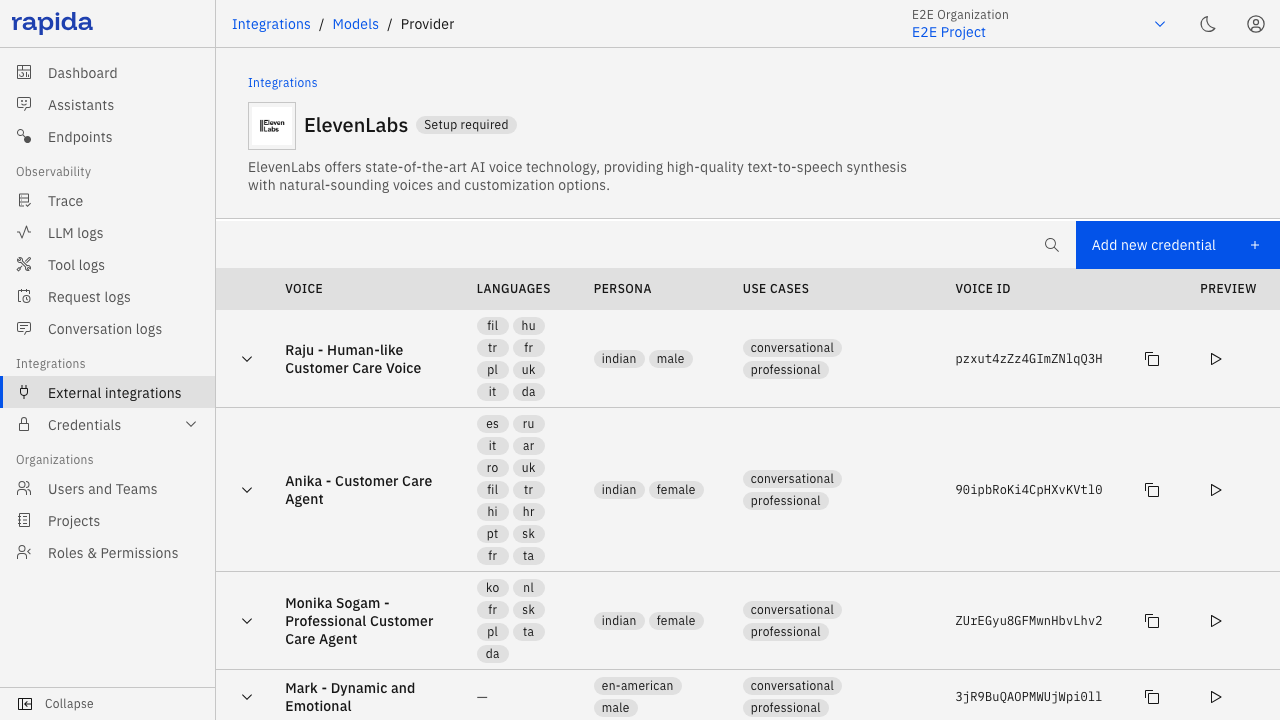 rapida
Integrations / Models / Provider
E2E Organization
E2E Project
Dashboard
Assistants
Endpoints
Observability
Trace
LLM logs
Tool logs
Request logs
Conversation logs
Integrations
External integrations
Credentials
Organizations
Users and Teams
Projects
Roles & Permissions
Collapse
Integrations
ElevenLabs
ElevenLabs Setup required
ElevenLabs offers state-of-the-art AI voice technology, providing high-quality text-to-speech synthesis
with natural-sounding voices and customization options.
Add new credential +
VOICE LANGUAGES PERSONA USE CASES VOICE ID PREVIEW
Raju - Human-like
Customer Care Voice
fil hu
tr fr
pl uk
it da
indian male
conversational
professional
pzxut4zZz4GImZNlqQ3H
Anika - Customer Care
Agent
es ru
it ar
ro uk
fil tr
hi hr
pt sk
fr ta
indian female
conversational
professional
90ipbRoKi4CpHXvKVtl0
Monika Sogam -
Professional Customer
Care Agent
ko nl
fr sk
pl ta
da
indian female
conversational
professional
ZUrEGyu8GFMwnHbvLhv2
Mark - Dynamic and
Emotional
—
en-american
male
conversational
professional
3jR9BuQAOPMWUjWpi0ll